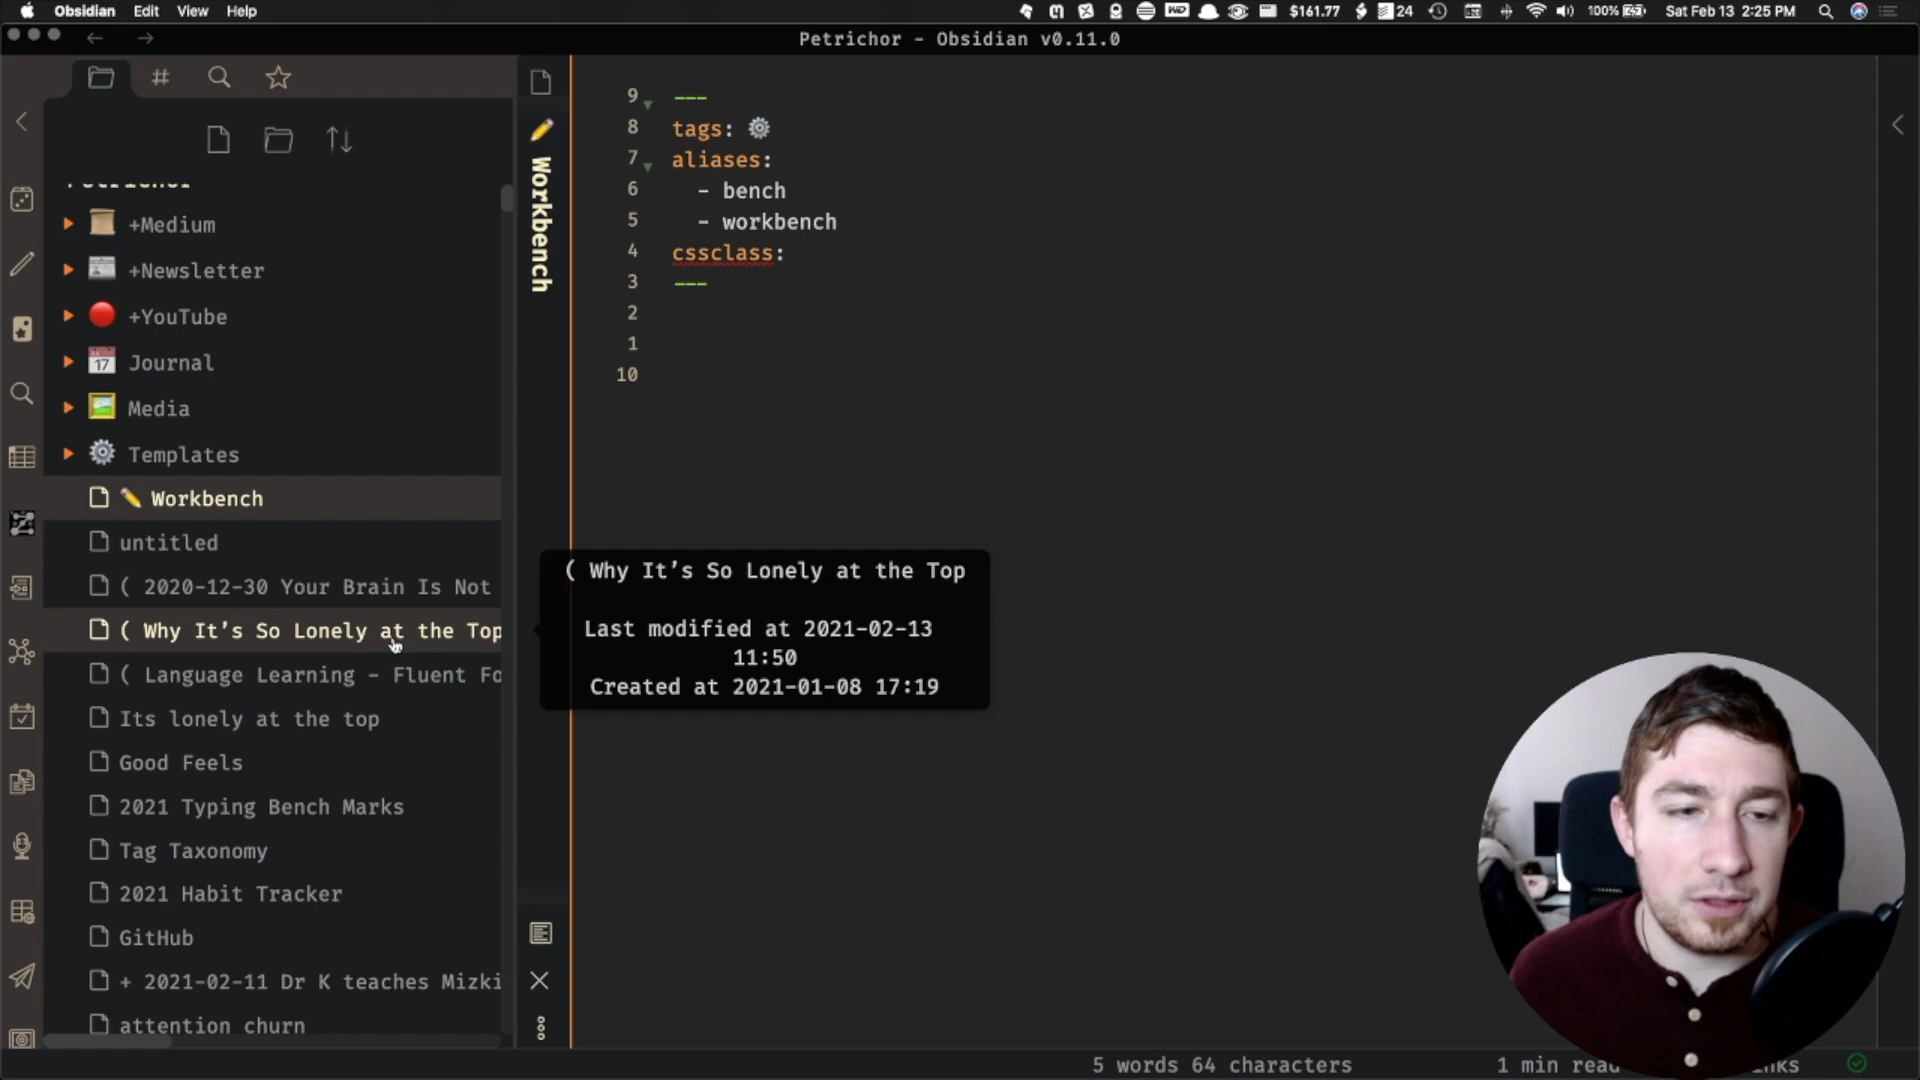 Obsidian Edit View Help
$161.77 24 100% Sat Feb 13 2:25 PM
Petrichor - Obsidian v0.11.0
Petrichor
+Medium
+Newsletter
+YouTube
17 Journal
Media
Templates
✏️ Workbench
untitled
( 2020-12-30 Your Brain Is Not
( Why It’s So Lonely at the Top
( Language Learning - Fluent Fo
Its lonely at the top
Good Feels
2021 Typing Bench Marks
Tag Taxonomy
2021 Habit Tracker
GitHub
+ 2021-02-11 Dr K teaches Mizki
attention churn
✏️ Workbench
9 ---
8 tags: ⚙️
7 aliases:
6 - bench
5 - workbench
4 cssclass:
3 ---
2
1
10
( Why It’s So Lonely at the Top
Last modified at 2021-02-13
11:50
Created at 2021-01-08 17:19
5 words 64 characters
1 min read